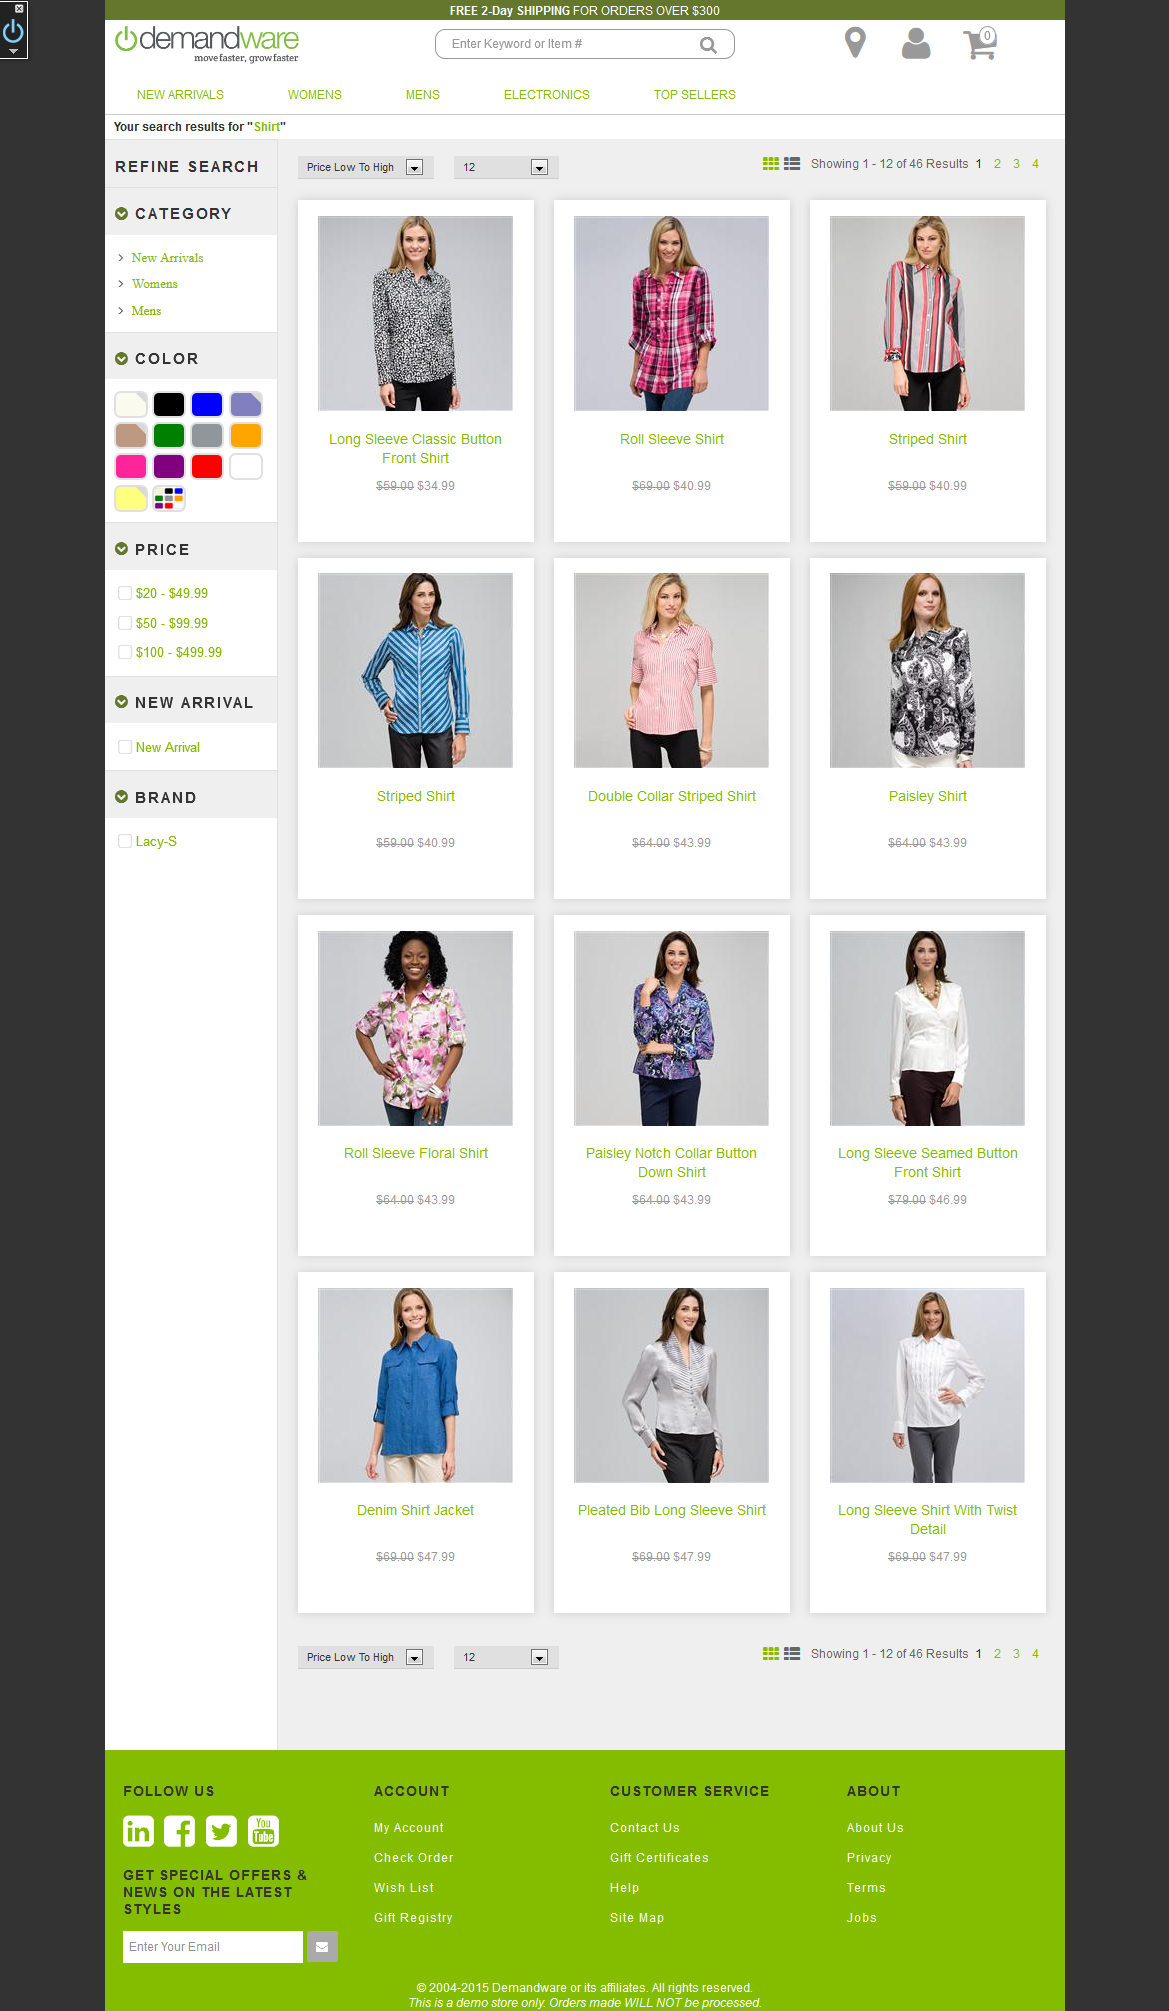 FREE 2-Day SHIPPING FOR ORDERS OVER $300
demandware
move faster, grow faster
Enter Keyword or Item #
0
NEW ARRIVALS WOMENS MENS ELECTRONICS TOP SELLERS
Your search results for "Shirt"
REFINE SEARCH
CATEGORY
New Arrivals
Womens
Mens
COLOR
PRICE
$20 - $49.99
$50 - $99.99
$100 - $499.99
NEW ARRIVAL
New Arrival
BRAND
Lacy-S
Price Low To High 12 Showing 1 - 12 of 46 Results 1 2 3 4
Long Sleeve Classic Button
Front Shirt
$59.00 $34.99
Roll Sleeve Shirt
$69.00 $40.99
Striped Shirt
$59.00 $40.99
Striped Shirt
$59.00 $40.99
Double Collar Striped Shirt
$64.00 $43.99
Paisley Shirt
$64.00 $43.99
Roll Sleeve Floral Shirt
$64.00 $43.99
Paisley Notch Collar Button
Down Shirt
$64.00 $43.99
Long Sleeve Seamed Button
Front Shirt
$79.00 $46.99
Denim Shirt Jacket
$69.00 $47.99
Pleated Bib Long Sleeve Shirt
$69.00 $47.99
Long Sleeve Shirt With Twist
Detail
$69.00 $47.99
Price Low To High 12 Showing 1 - 12 of 46 Results 1 2 3 4
FOLLOW US
in f You Tube
GET SPECIAL OFFERS &
NEWS ON THE LATEST
STYLES
Enter Your Email
ACCOUNT
My Account
Check Order
Wish List
Gift Registry
CUSTOMER SERVICE
Contact Us
Gift Certificates
Help
Site Map
ABOUT
About Us
Privacy
Terms
Jobs
© 2004-2015 Demandware or its affiliates. All rights reserved.
This is a demo store only. Orders made WILL NOT be processed.